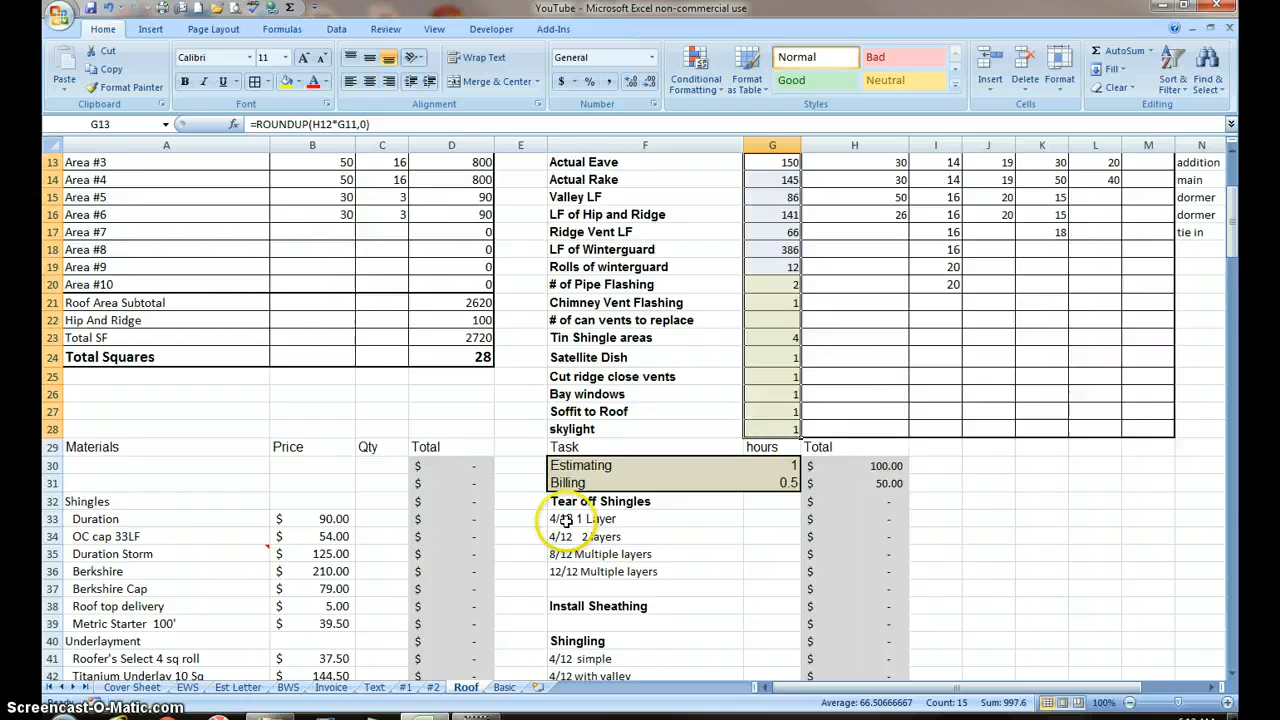 YouTube - Microsoft Excel non-commercial use
Home Insert Page Layout Formulas Data Review View Developer Add-Ins
Cut
Copy
Format Painter
Paste
Clipboard
Calibri 11
B I U
Font
Wrap Text
Merge & Center
Alignment
General
$ % ,
Number
Conditional Formatting
Format as Table
Normal Bad
Good Neutral
Styles
Insert Delete Format
Cells
AutoSum
Fill
Clear
Sort & Filter
Find & Select
Editing
G13 fx =ROUNDUP(H12*G11,0)
A B C D E F G H I J K L M N
13 Area #3 50 16 800 Actual Eave 150 30 14 19 30 20 addition
14 Area #4 50 16 800 Actual Rake 145 30 14 19 50 40 main
15 Area #5 30 3 90 Valley LF 86 50 16 20 15 dormer
16 Area #6 30 3 90 LF of Hip and Ridge 141 26 16 20 15 dormer
17 Area #7 0 Ridge Vent LF 66 16 18 tie in
18 Area #8 0 LF of Winterguard 386 16
19 Area #9 0 Rolls of winterguard 12 20
20 Area #10 0 # of Pipe Flashing 2 20
21 Roof Area Subtotal 2620 Chimney Vent Flashing 1
22 Hip And Ridge 100 # of can vents to replace
23 Total SF 2720 Tin Shingle areas 4
24 Total Squares 28 Satellite Dish 1
25 Cut ridge close vents 1
26 Bay windows 1
27 Soffit to Roof 1
28 skylight 1
29 Materials Price Qty Total Task hours Total
30 $ - Estimating 1 $ 100.00
31 $ - Billing 0.5 $ 50.00
32 Shingles $ - Tear off Shingles $ -
33 Duration $ 90.00 $ - 4/12 1 Layer $ -
34 OC cap 33LF $ 54.00 $ - 4/12 2 layers $ -
35 Duration Storm $ 125.00 $ - 8/12 Multiple layers $ -
36 Berkshire $ 210.00 $ - 12/12 Multiple layers $ -
37 Berkshire Cap $ 79.00 $ - $ -
38 Roof top delivery $ 5.00 $ - Install Sheathing $ -
39 Metric Starter 100' $ 39.50 $ - $ -
40 Underlayment $ - Shingling $ -
41 Roofer's Select 4 sq roll $ 37.50 $ - 4/12 simple $ -
42 Titanium Underlay 10 Sq $ 144.50 $ - 4/12 with valley $ -
Cover Sheet EWS Est Letter BWS Invoice Text #1 #2 Roof Basic
Average: 66.50666667 Count: 15 Sum: 997.6 100%
Screencast-O-Matic.com